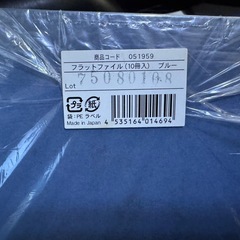 商品コード 051959
フラットファイル(10冊入) ブルー
Lot 75080108
プラ 紙
袋:PE ラベル
Made in Japan
4 535164 014694